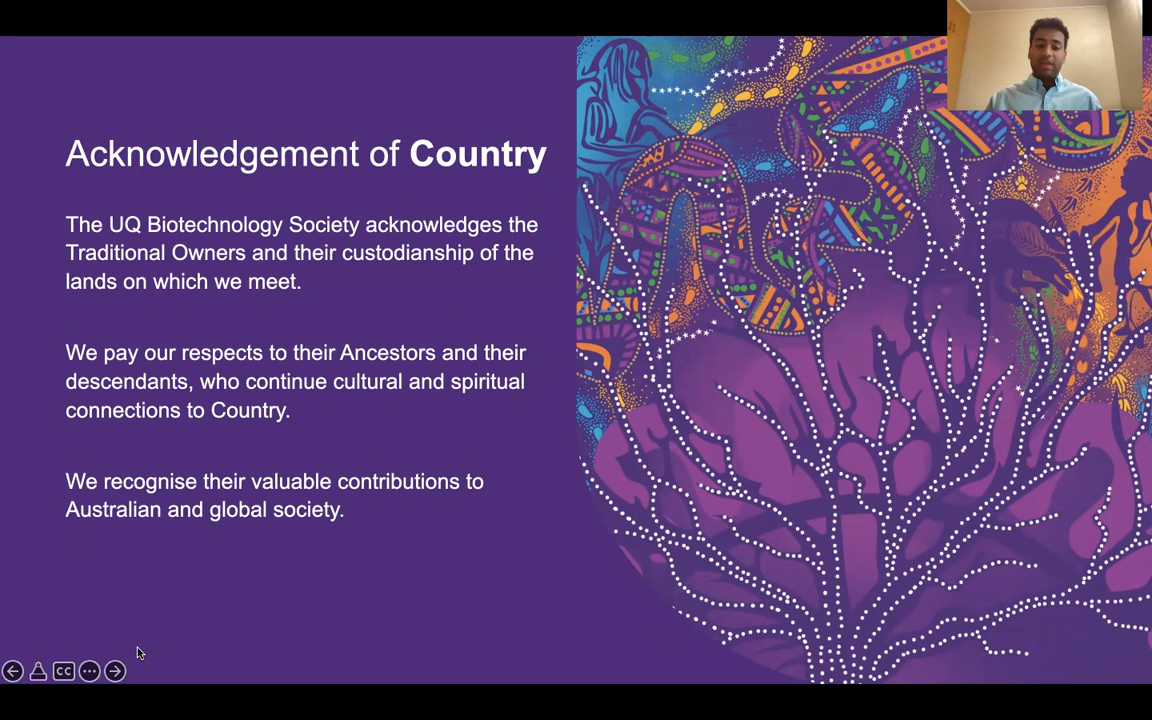 Acknowledgement of Country
The UQ Biotechnology Society acknowledges the
Traditional Owners and their custodianship of the
lands on which we meet.
We pay our respects to their Ancestors and their
descendants, who continue cultural and spiritual
connections to Country.
We recognise their valuable contributions to
Australian and global society.
CC